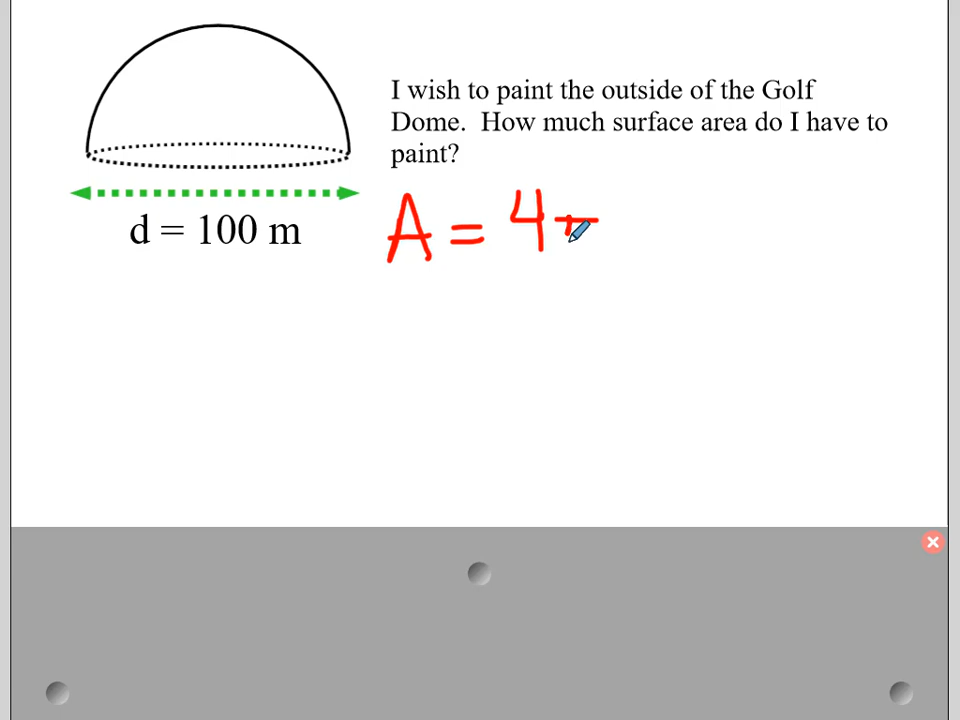 I wish to paint the outside of the Golf
Dome. How much surface area do I have to
paint?
d = 100 m
A = 4